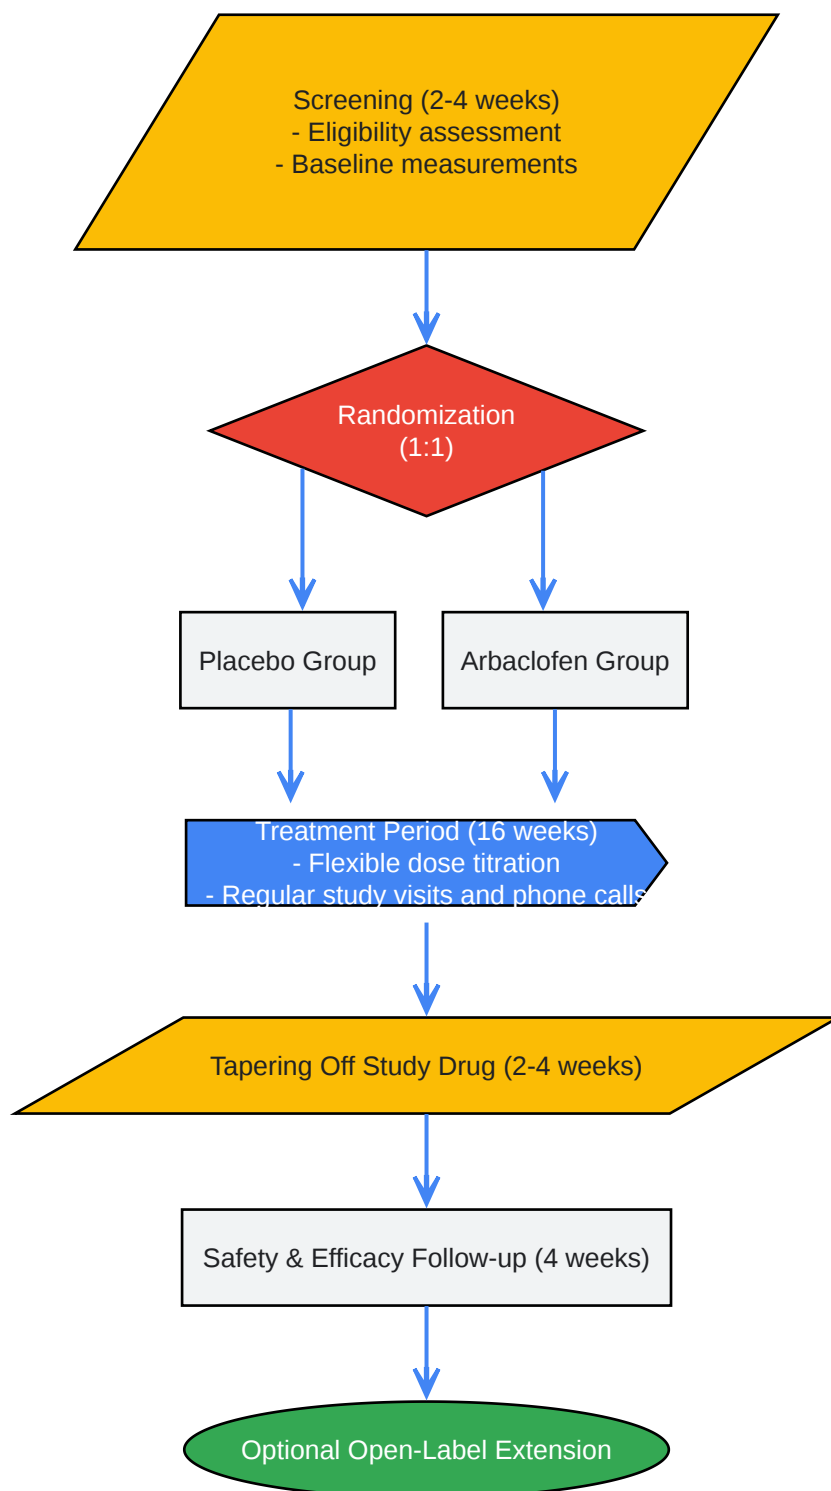 Screening (2-4 weeks)
- Eligibility assessment
- Baseline measurements
Randomization
(1:1)
Placebo Group
Arbaclofen Group
Treatment Period (16 weeks)
- Flexible dose titration
- Regular study visits and phone calls
Tapering Off Study Drug (2-4 weeks)
Safety & Efficacy Follow-up (4 weeks)
Optional Open-Label Extension